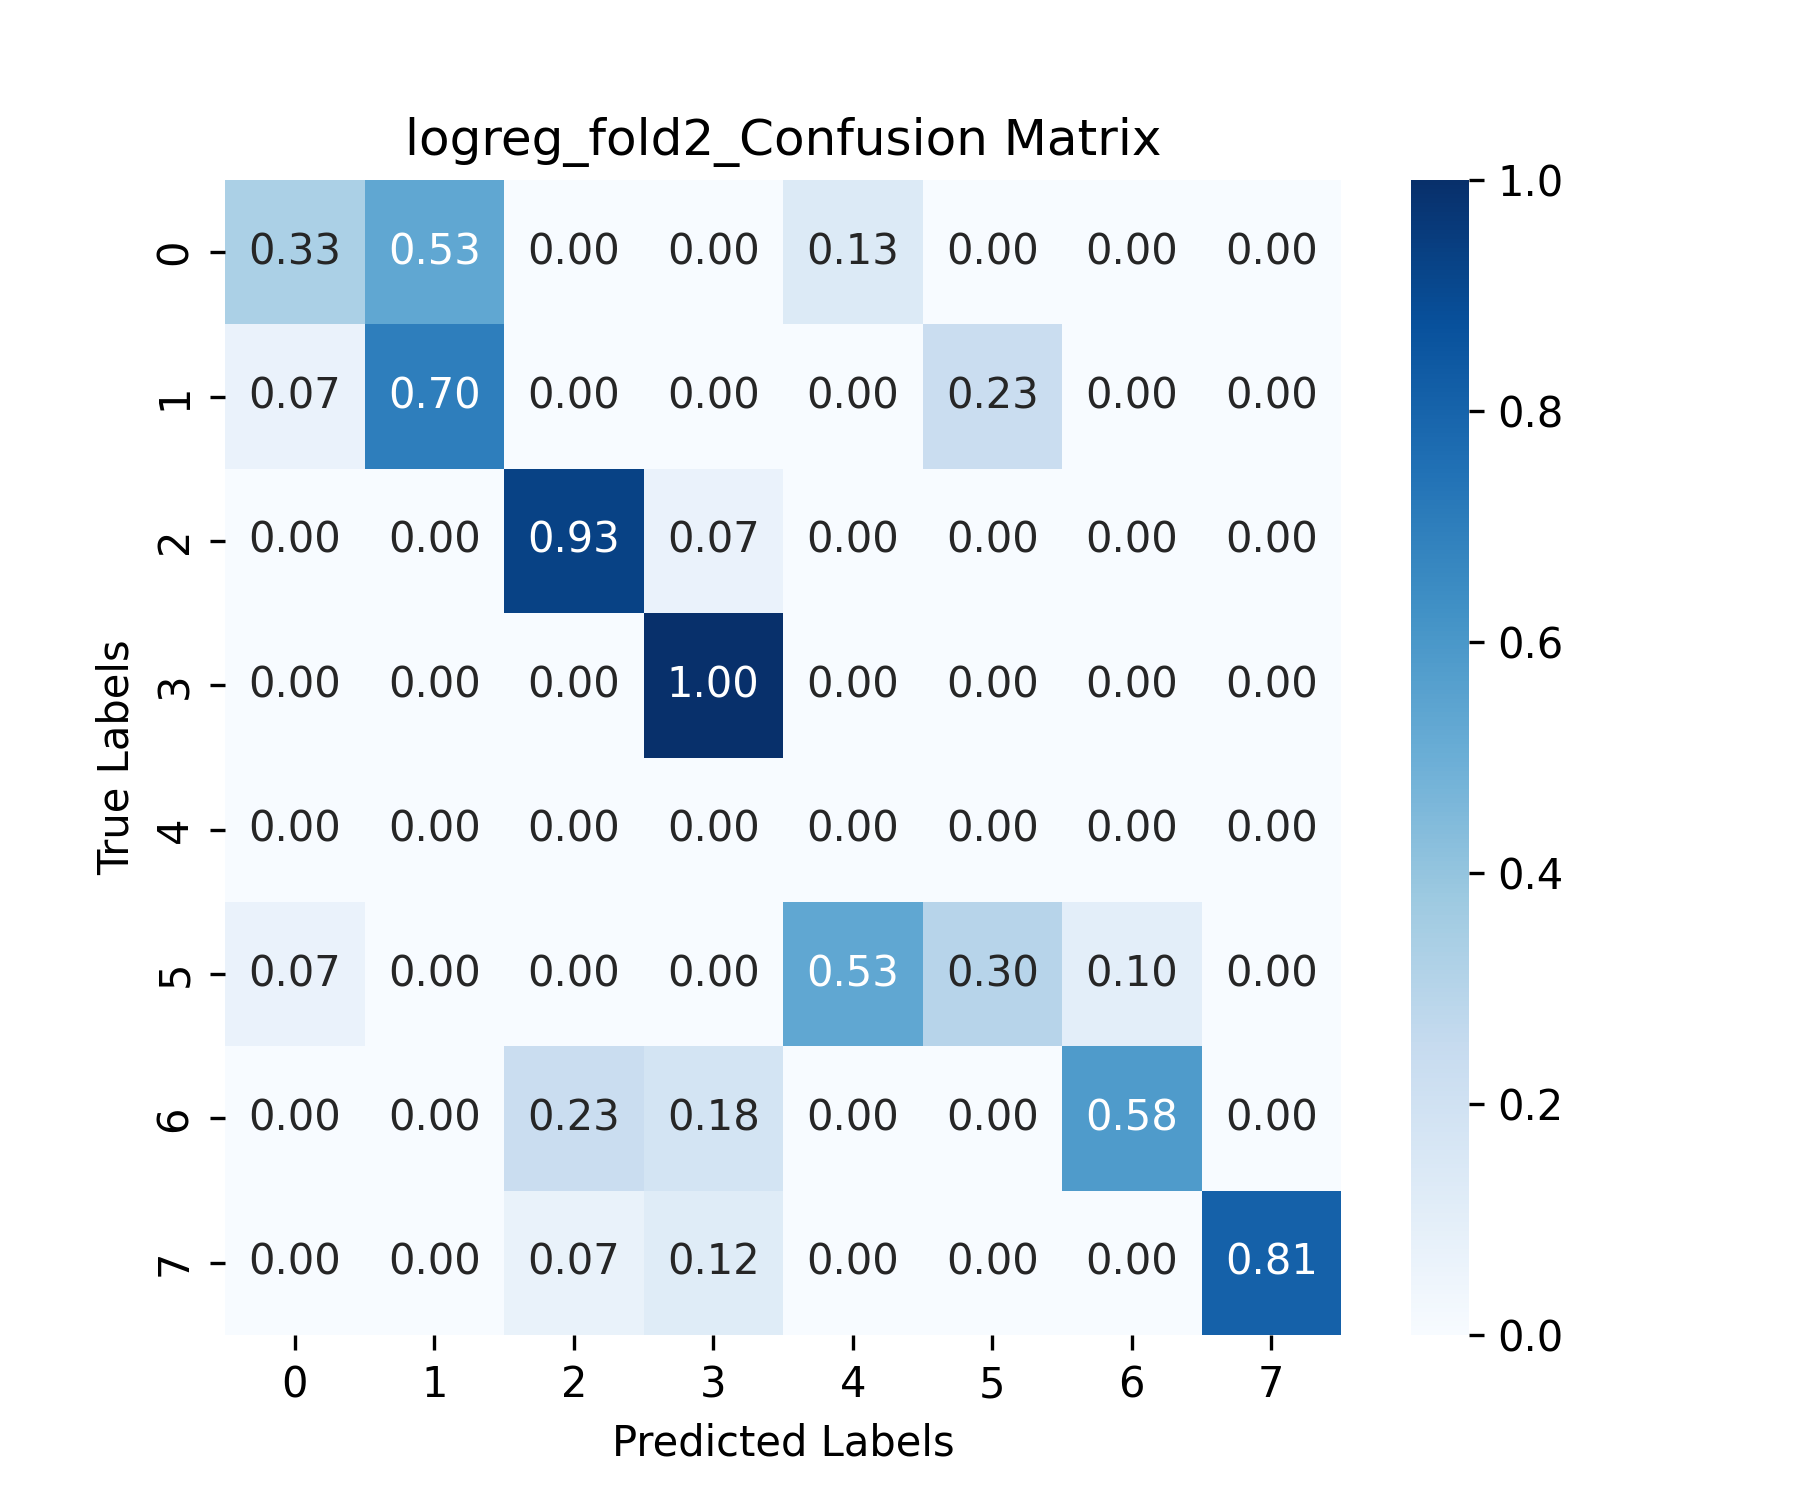 logreg_fold2_Confusion Matrix
0 0.33 0.53 0.00 0.00 0.13 0.00 0.00 0.00
1 0.07 0.70 0.00 0.00 0.00 0.23 0.00 0.00
2 0.00 0.00 0.93 0.07 0.00 0.00 0.00 0.00
3 0.00 0.00 0.00 1.00 0.00 0.00 0.00 0.00
4 0.00 0.00 0.00 0.00 0.00 0.00 0.00 0.00
5 0.07 0.00 0.00 0.00 0.53 0.30 0.10 0.00
6 0.00 0.00 0.23 0.18 0.00 0.00 0.58 0.00
7 0.00 0.00 0.07 0.12 0.00 0.00 0.00 0.81
0 1 2 3 4 5 6 7
Predicted Labels
True Labels
1.0
0.8
0.6
0.4
0.2
0.0